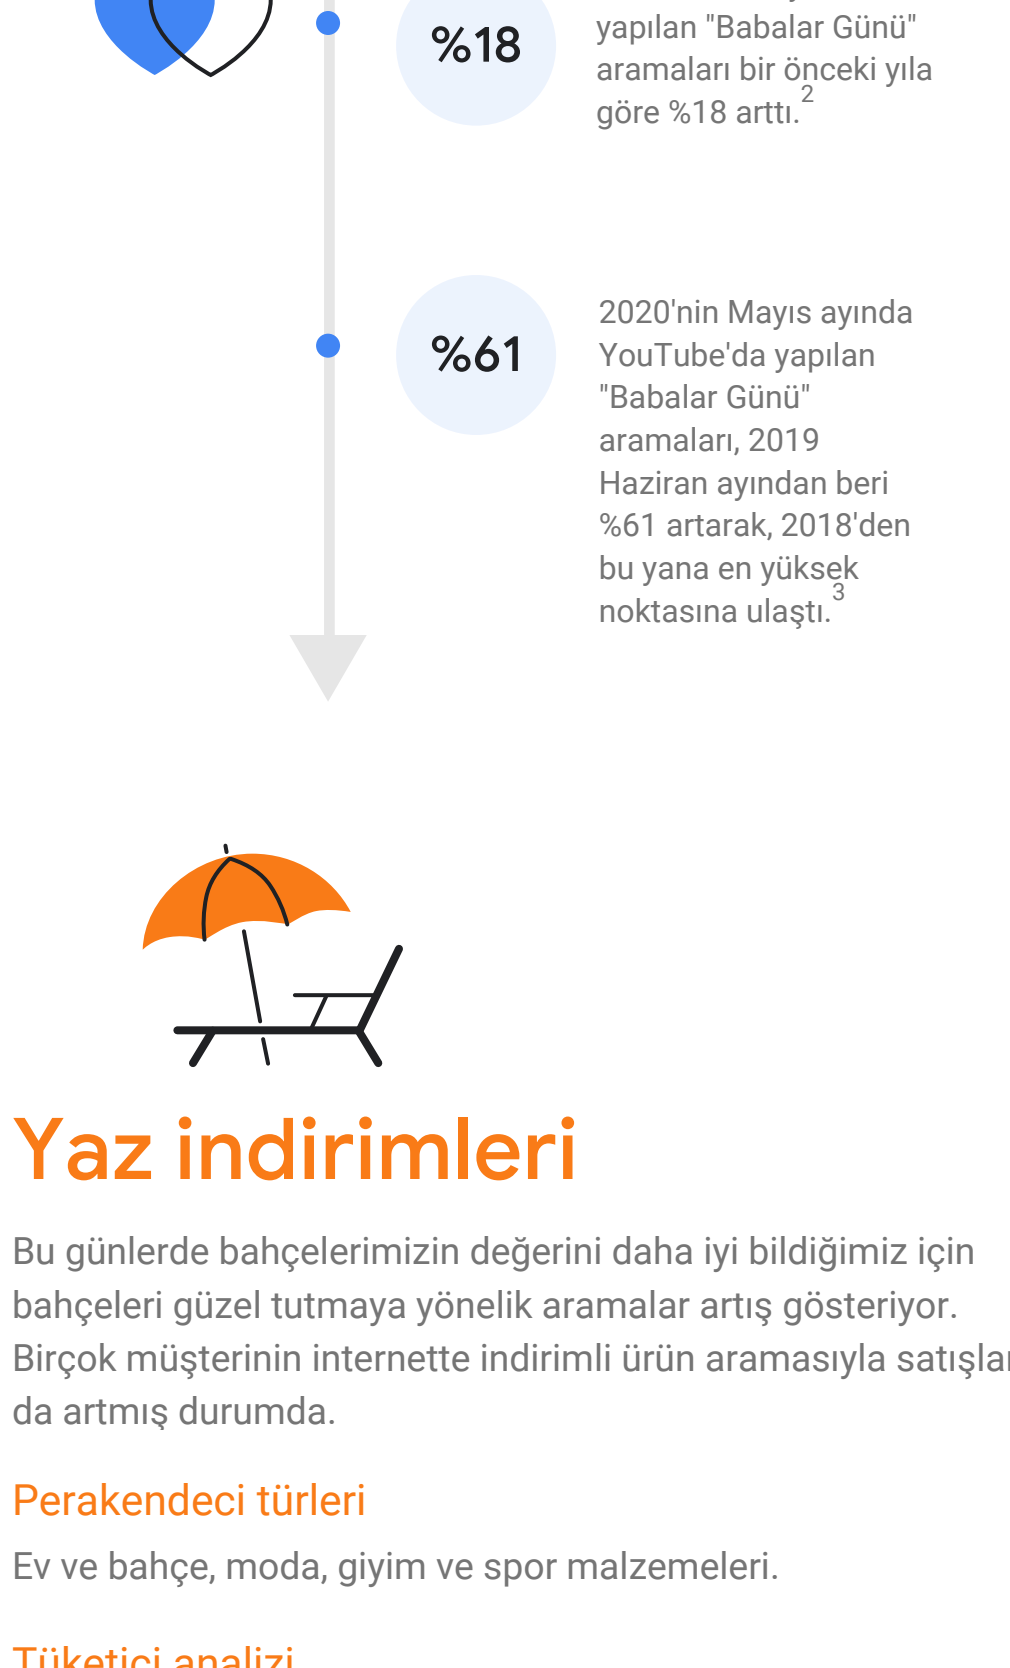 %18
yapılan "Babalar Günü"
aramaları bir önceki yıla
göre %18 arttı.2
%61
2020'nin Mayıs ayında
YouTube'da yapılan
"Babalar Günü"
aramaları, 2019
Haziran ayından beri
%61 artarak, 2018'den
bu yana en yüksek
noktasına ulaştı.3
Yaz indirimleri
Bu günlerde bahçelerimizin değerini daha iyi bildiğimiz için
bahçeleri güzel tutmaya yönelik aramalar artış gösteriyor.
Birçok müşterinin internette indirimli ürün aramasıyla satışlar
da artmış durumda.
Perakendeci türleri
Ev ve bahçe, moda, giyim ve spor malzemeleri.
Tüketici analizi